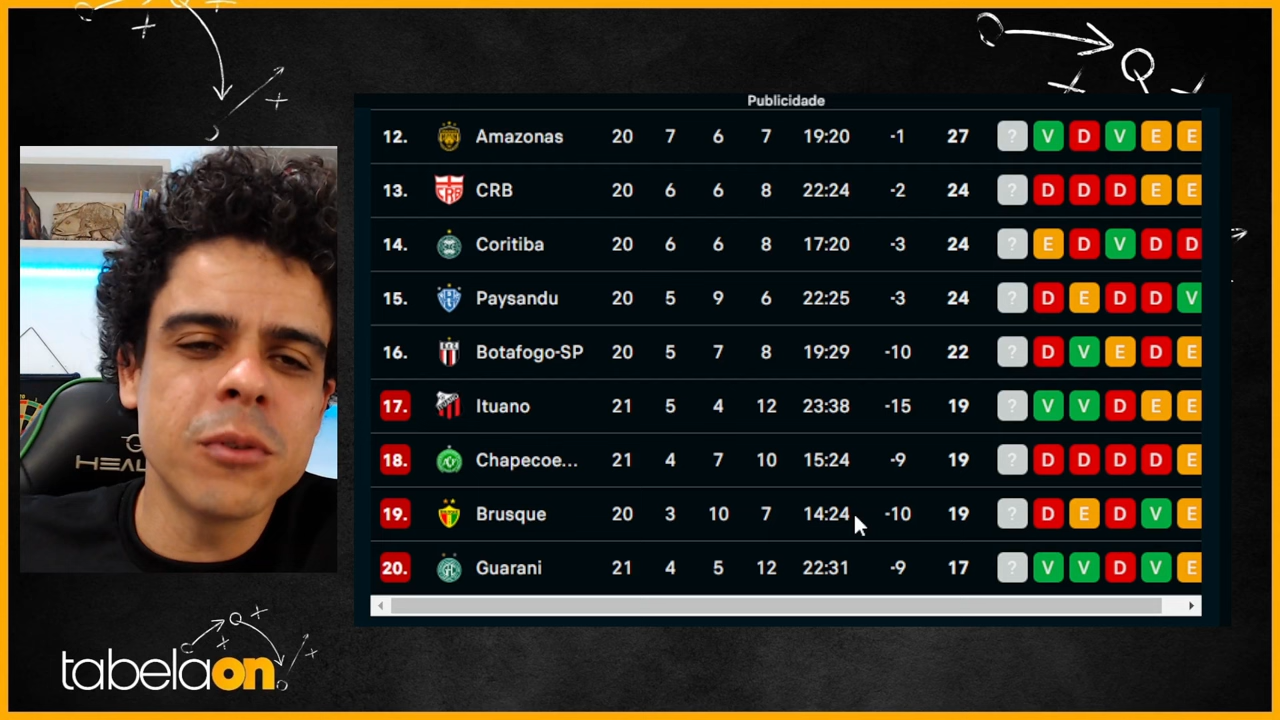 Publicidade
12. Amazonas 20 7 6 7 19:20 -1 27 ? V D V E E
13. CRB 20 6 6 8 22:24 -2 24 ? D D D E E
14. Coritiba 20 6 6 8 17:20 -3 24 ? E D V D D
15. Paysandu 20 5 9 6 22:25 -3 24 ? D E D D V
16. Botafogo-SP 20 5 7 8 19:29 -10 22 ? D V E D E
17. Ituano 21 5 4 12 23:38 -15 19 ? V V D E E
18. Chapecoe... 21 4 7 10 15:24 -9 19 ? D D D D E
19. Brusque 20 3 10 7 14:24 -10 19 ? D E D V E
20. Guarani 21 4 5 12 22:31 -9 17 ? V V D V E
tabelaon